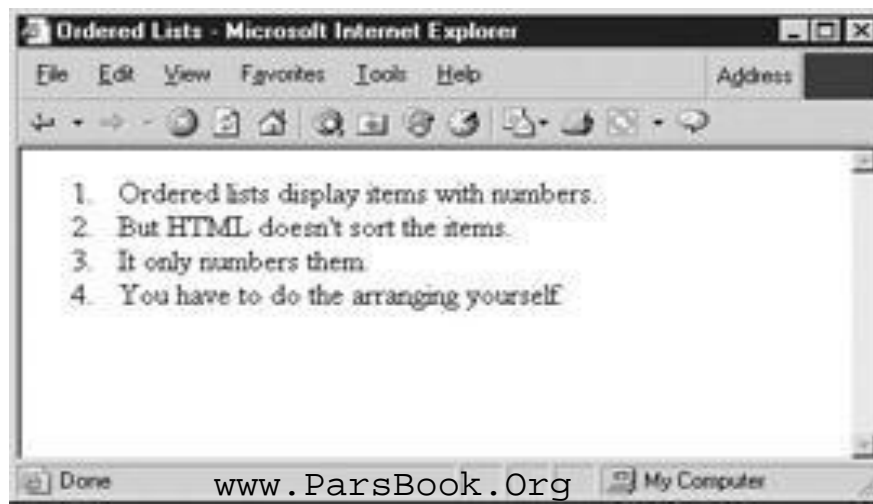 Ordered Lists - Microsoft Internet Explorer
File Edit View Favorites Tools Help Address
1. Ordered lists display items with numbers.
2. But HTML doesn't sort the items.
3. It only numbers them.
4. You have to do the arranging yourself.
Done www.ParsBook.Org My Computer